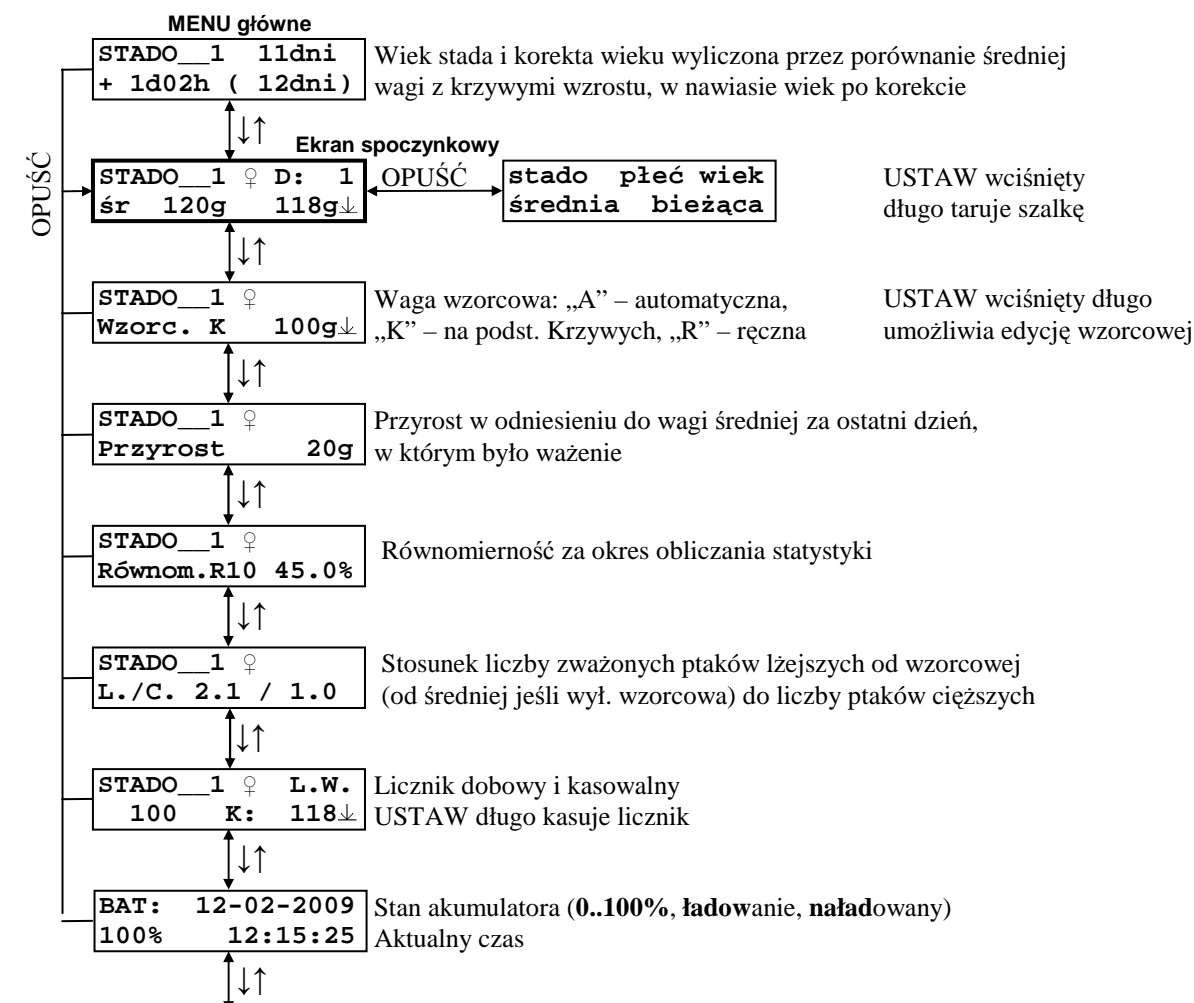 MENU główne
STADO__1 11dni
+ 1d02h ( 12dni)
Wiek stada i korekta wieku wyliczona przez porównanie średniej
wagi z krzywymi wzrostu, w nawiasie wiek po korekcie
↓↑
OPUŚĆ
Ekran spoczynkowy
STADO__1 ♀ D: 1
śr 120g 118g↓
OPUŚĆ
stado płeć wiek
średnia bieżąca
USTAW wciśnięty
długo taruje szalkę
↓↑
STADO__1 ♀
Wzorc. K 100g↓
Waga wzorcowa: „A” – automatyczna,
„K” – na podst. Krzywych, „R” – ręczna
USTAW wciśnięty długo
umożliwia edycję wzorcowej
↓↑
STADO__1 ♀
Przyrost 20g
Przyrost w odniesieniu do wagi średniej za ostatni dzień,
w którym było ważenie
↓↑
STADO__1 ♀
Równom.R10 45.0%
Równomierność za okres obliczania statystyki
↓↑
STADO__1 ♀
L./C. 2.1 / 1.0
Stosunek liczby zważonych ptaków lżejszych od wzorcowej
(od średniej jeśli wył. wzorcowa) do liczby ptaków cięższych
↓↑
STADO__1 ♀ L.W.
100 K: 118↓
Licznik dobowy i kasowalny
USTAW długo kasuje licznik
↓↑
BAT: 12-02-2009
100% 12:15:25
Stan akumulatora (0..100%, ładowanie, naładowany)
Aktualny czas
↓↑